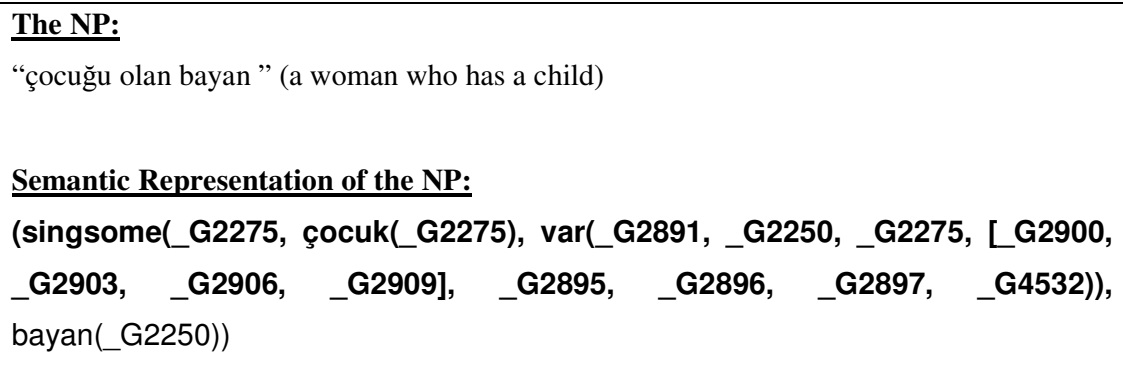 The NP:
“çocuğu olan bayan ” (a woman who has a child)
Semantic Representation of the NP:
(singsome(_G2275, çocuk(_G2275), var(_G2891, _G2250, _G2275, [_G2900,
_G2903, _G2906, _G2909], _G2895, _G2896, _G2897, _G4532)),
bayan(_G2250))